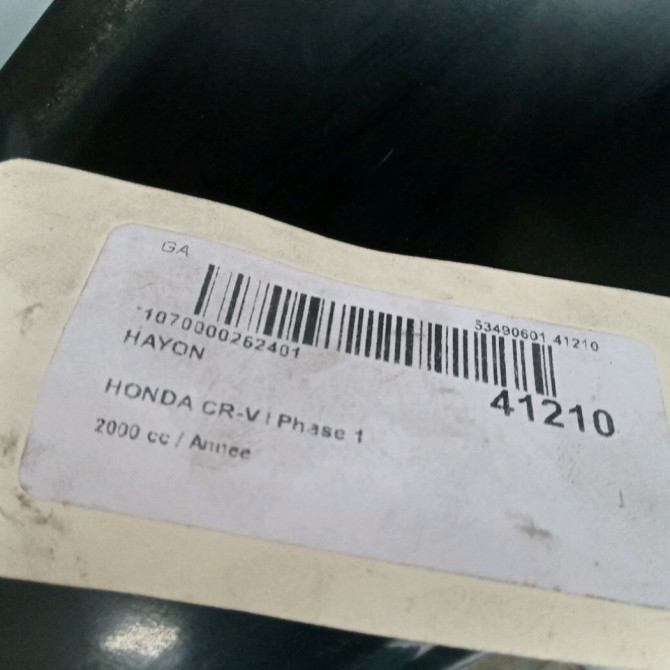 GA
53490601 41210
*1070000262401
HAYON
41210
HONDA CR-V I Phase 1
2000 cc / Annee